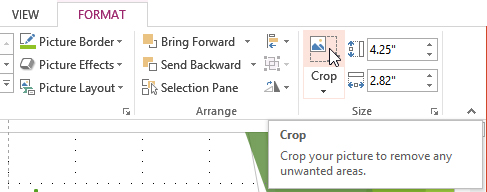 VIEW FORMAT
Picture Border Bring Forward
Picture Effects Send Backward
Picture Layout Selection Pane
Crop
4.25"
2.82"
Arrange Size
Crop
Crop your picture to remove any
unwanted areas.